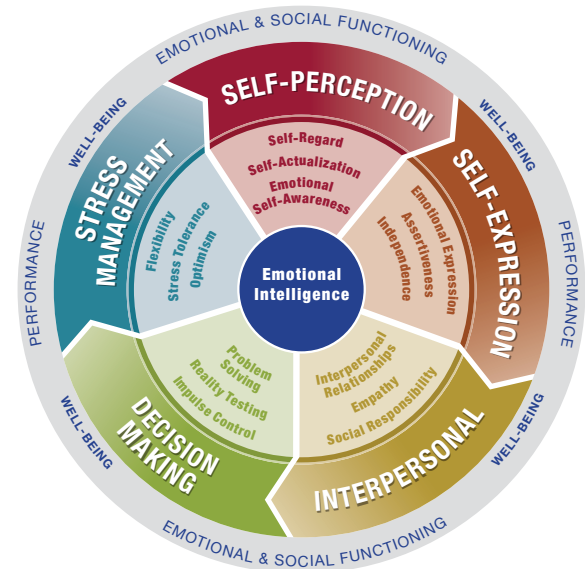 EMOTIONAL & SOCIAL FUNCTIONING
WELL-BEING
WELL-BEING
PERFORMANCE
PERFORMANCE
WELL-BEING
WELL-BEING
EMOTIONAL & SOCIAL FUNCTIONING
SELF-PERCEPTION
Self-Regard
Self-Actualization
Emotional
Self-Awareness
SELF-EXPRESSION
Emotional Expression
Assertiveness
Independence
INTERPERSONAL
Interpersonal
Relationships
Empathy
Social Responsibility
DECISION
MAKING
Problem
Solving
Reality Testing
Impulse Control
STRESS
MANAGEMENT
Flexibility
Stress Tolerance
Optimism
Emotional
Intelligence